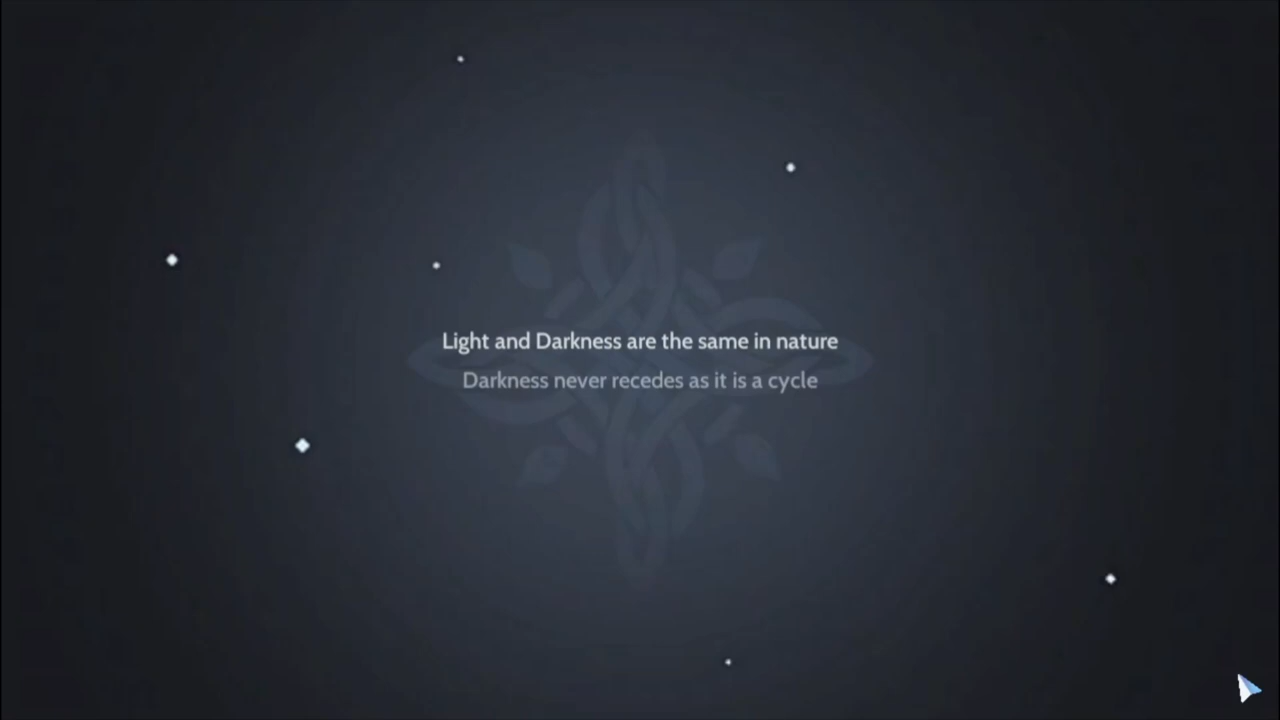 Light and Darkness are the same in nature
Darkness never recedes as it is a cycle